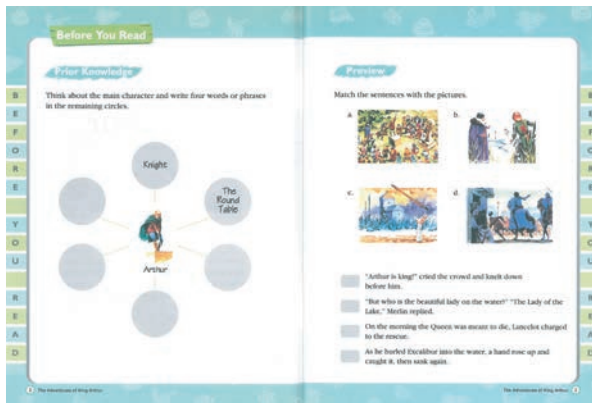 Before You Read
Prior Knowledge
Think about the main character and write four words or phrases
in the remaining circles.
Knight
The
Round
Table
Arthur
B
E
F
O
R
E
Y
O
U
R
E
A
D
The Adventures of King Arthur
Preview
Match the sentences with the pictures.
a.
b.
c.
d.
"Arthur is king!" cried the crowd and knelt down
before him.
"But who is the beautiful lady on the water?" "The Lady of the
Lake," Merlin replied.
On the morning the Queen was meant to die, Lancelot charged
to the rescue.
As he hurled Excalibur into the water, a hand rose up and
caught it, then sank again.
The Adventures of King Arthur